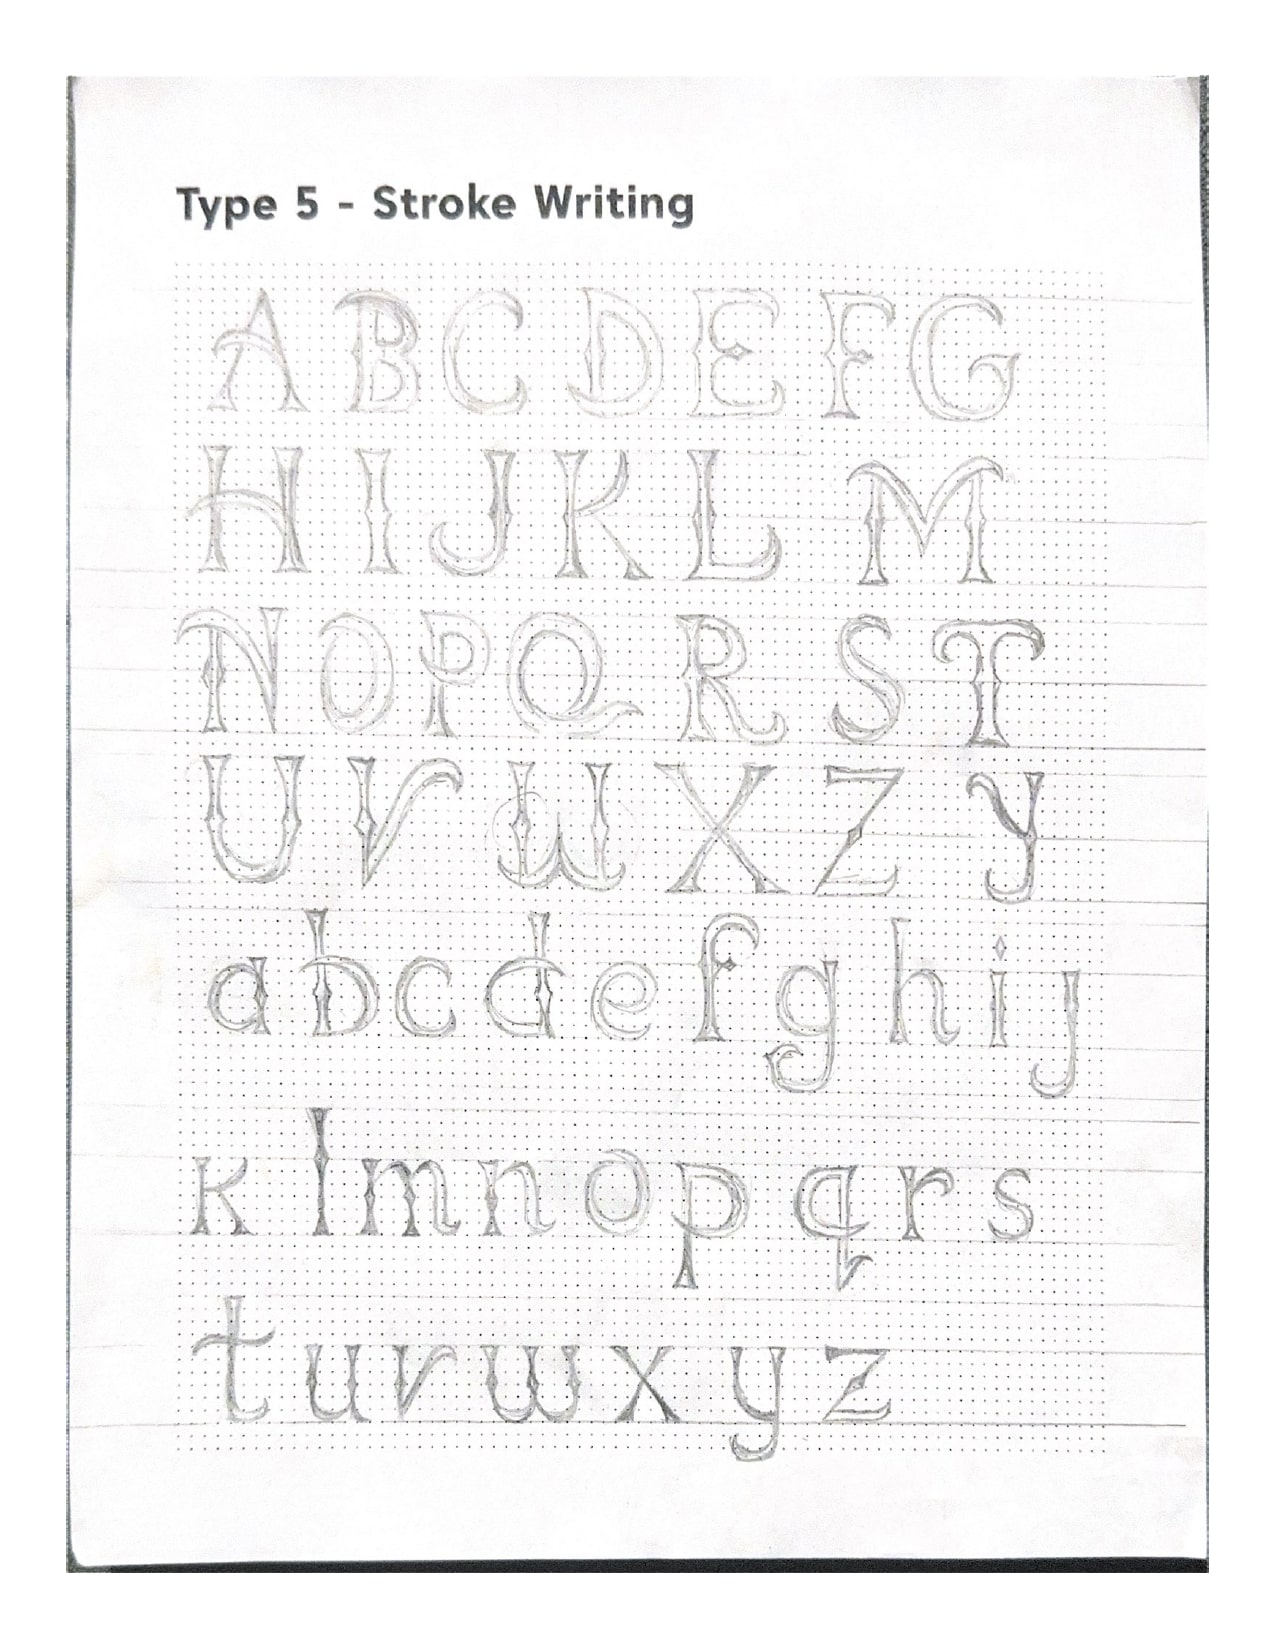 Type 5 - Stroke Writing
A B C D E F G
H I J K L M
N O P Q R S T
U V W X Z Y
a b c d e f g h i j
k l m n o p q r s
t u v w x y z